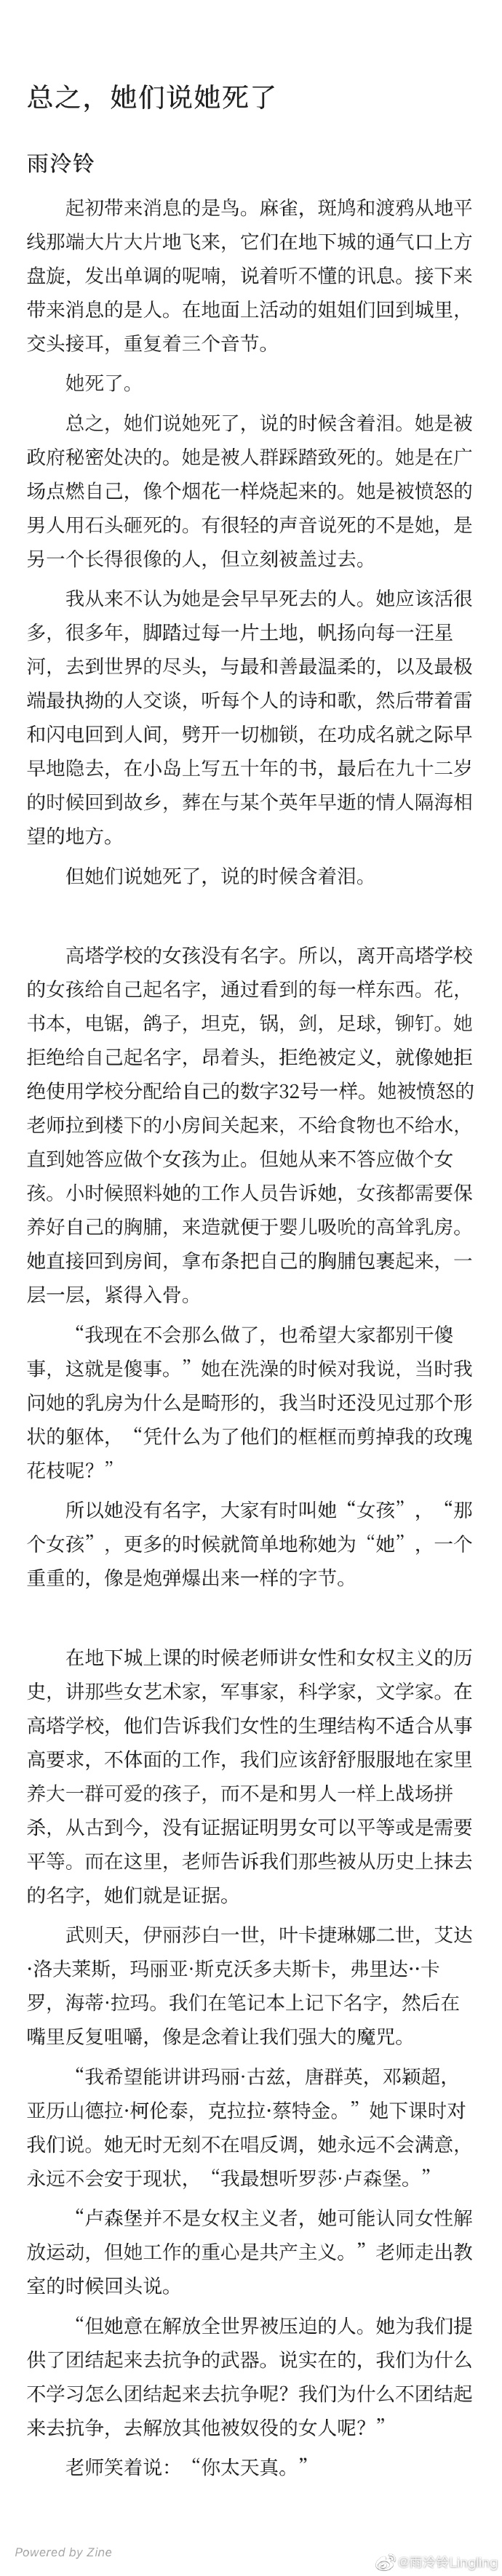 总之，她们说她死了
雨泠铃
起初带来消息的是鸟。麻雀，斑鸠和渡鸦从地平
线那端大片大片地飞来，它们在地下城的通气口上方
盘旋，发出单调的呢喃，说着听不懂的讯息。接下来
带来消息的是人。在地面上活动的姐姐们回到城里，
交头接耳，重复着三个音节。
她死了。
总之，她们说她死了，说的时候含着泪。她是被
政府秘密处决的。她是被人群踩踏致死的。她是在广
场点燃自己，像个烟花一样烧起来的。她是被愤怒的
男人用石头砸死的。有很轻的声音说死的不是她，是
另一个长得很像的人，但立刻被盖过去。
我从来不认为她是会早早死去的人。她应该活很
多，很多年，脚踏过每一片土地，帆扬向每一汪星
河，去到世界的尽头，与最和善最温柔的，以及最极
端最执拗的人交谈，听每个人的诗和歌，然后带着雷
和闪电回到人间，劈开一切枷锁，在功成名就之际早
早地隐去，在小岛上写五十年的书，最后在九十二岁
的时候回到故乡，葬在与某个英年早逝的情人隔海相
望的地方。
但她们说她死了，说的时候含着泪。
高塔学校的女孩没有名字。所以，离开高塔学校
的女孩给自己起名字，通过看到的每一样东西。花，
书本，电锯，鸽子，坦克，锅，剑，足球，铆钉。她
拒绝给自己起名字，昂着头，拒绝被定义，就像她拒
绝使用学校分配给自己的数字32号一样。她被愤怒的
老师拉到楼下的小房间关起来，不给食物也不给水，
直到她答应做个女孩为止。但她从来不答应做个女
孩。小时候照料她的工作人员告诉她，女孩都需要保
养好自己的胸脯，来造就便于婴儿吸吮的高耸乳房。
她直接回到房间，拿布条把自己的胸脯包裹起来，一
层一层，紧得入骨。
“我现在不会那么做了，也希望大家都别干傻
事，这就是傻事。”她在洗澡的时候对我说，当时我
问她的乳房为什么是畸形的，我当时还没见过那个形
状的躯体，“凭什么为了他们的框框而剪掉我的玫瑰
花枝呢？”
所以她没有名字，大家有时叫她“女孩”，“那
个女孩”，更多的时候就简单地称她为“她”，一个
重重的，像是炮弹爆出来一样的字节。
在地下城上课的时候老师讲女性和女权主义的历
史，讲那些女艺术家，军事家，科学家，文学家。在
高塔学校，他们告诉我们女性的生理结构不适合从事
高要求，不体面的工作，我们应该舒舒服服地在家里
养大一群可爱的孩子，而不是和男人一样上战场拼
杀，从古到今，没有证据证明男女可以平等或是需要
平等。而在这里，老师告诉我们那些被从历史上抹去
的名字，她们就是证据。
武则天，伊丽莎白一世，叶卡捷琳娜二世，艾达
·洛夫莱斯，玛丽亚·斯克沃多夫斯卡，弗里达··卡
罗，海蒂·拉玛。我们在笔记本上记下名字，然后在
嘴里反复咀嚼，像是念着让我们强大的魔咒。
“我希望能讲讲玛丽·古兹，唐群英，邓颖超，
亚历山德拉·柯伦泰，克拉拉·蔡特金。”她下课时对
我们说。她无时无刻不在唱反调，她永远不会满意，
永远不会安于现状，“我最想听罗莎·卢森堡。”
“卢森堡并不是女权主义者，她可能认同女性解
放运动，但她工作的重心是共产主义。”老师走出教
室的时候回头说。
“但她意在解放全世界被压迫的人。她为我们提
供了团结起来去抗争的武器。说实在的，我们为什么
不学习怎么团结起来去抗争呢？我们为什么不团结起
来去抗争，去解放其他被奴役的女人呢？”
老师笑着说：“你太天真。”
Powered by Zine
@雨泠铃Lingling